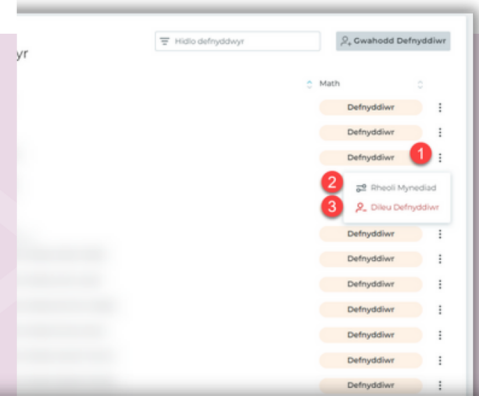 Hidlo defnyddwyr
Gwahodd Defnyddiwr
yr
Math
Defnyddiwr
Defnyddiwr
Defnyddiwr 1
2 Rheoli Mynediad
3 Dileu Defnyddiwr
Defnyddiwr
Defnyddiwr
Defnyddiwr
Defnyddiwr
Defnyddiwr
Defnyddiwr
Defnyddiwr